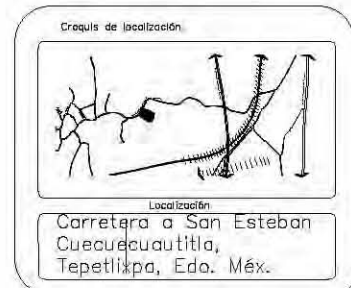 Croquis de localización.
Localización:
Carretera a San Esteban
Cuecuecuautitla,
Tepetlixpa, Edo. Méx.